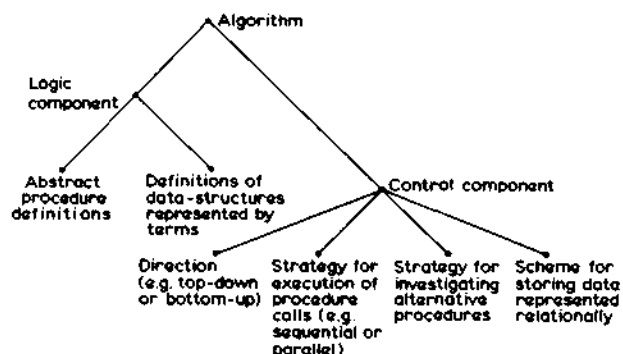 Algorithm
Logic
component
Abstract
procedure
definitions
Definitions of
data-structures
represented by
terms
Control component
Direction
(e.g. top-down
or bottom-up)
Strategy for
execution of
procedure
calls (e.g.
sequential or
parallel)
Strategy for
investigating
alternative
procedures
Scheme for
storing data
represented
relationally